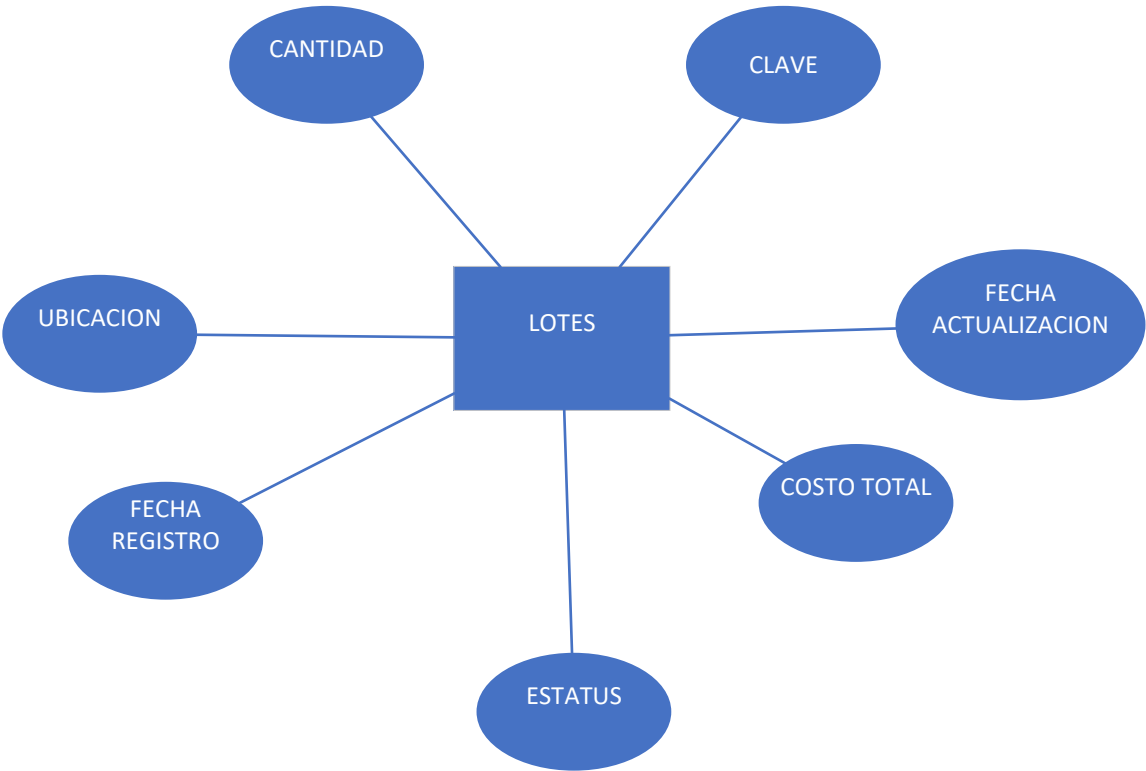 CANTIDAD
CLAVE
UBICACION
LOTES
FECHA
ACTUALIZACION
FECHA
REGISTRO
COSTO TOTAL
ESTATUS